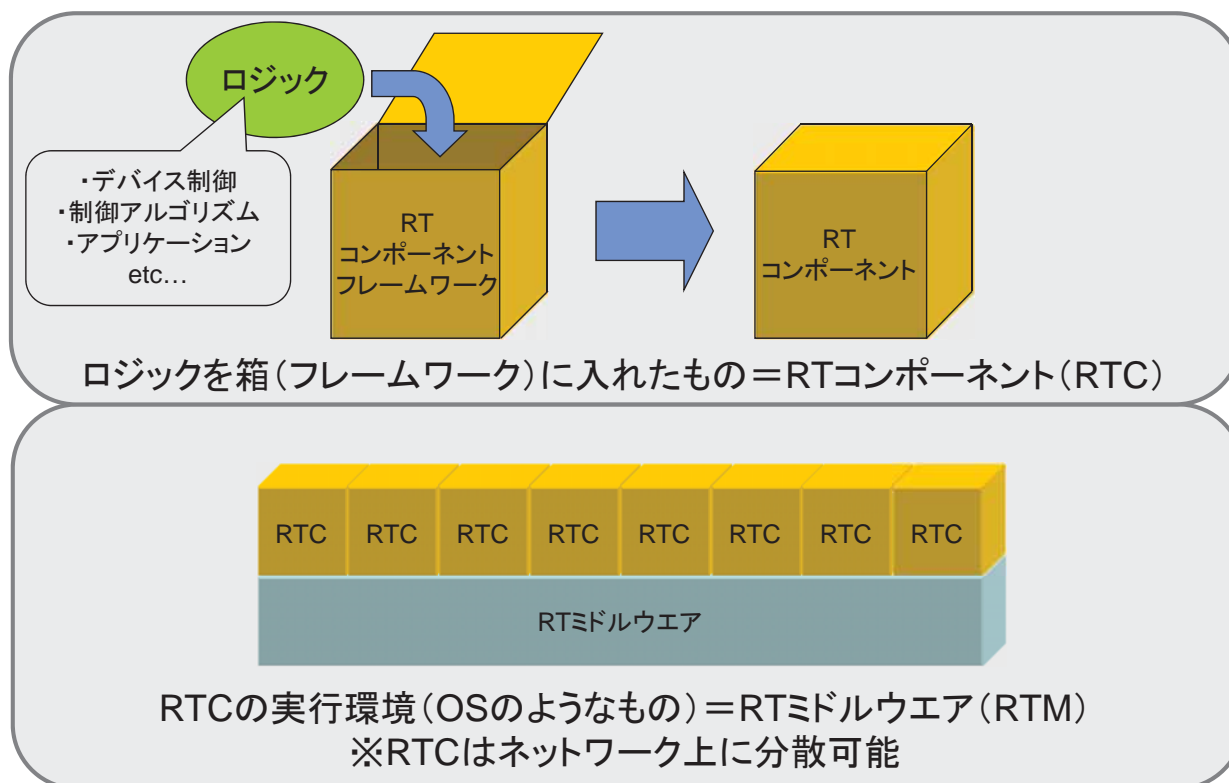 ロジック
・デバイス制御
・制御アルゴリズム
・アプリケーション
etc…
RT
コンポーネント
フレームワーク
RT
コンポーネント
ロジックを箱（フレームワーク）に入れたもの＝RTコンポーネント（RTC）
RTC RTC RTC RTC RTC RTC RTC RTC
RTミドルウエア
RTCの実行環境（OSのようなもの）＝RTミドルウエア（RTM）
※RTCはネットワーク上に分散可能